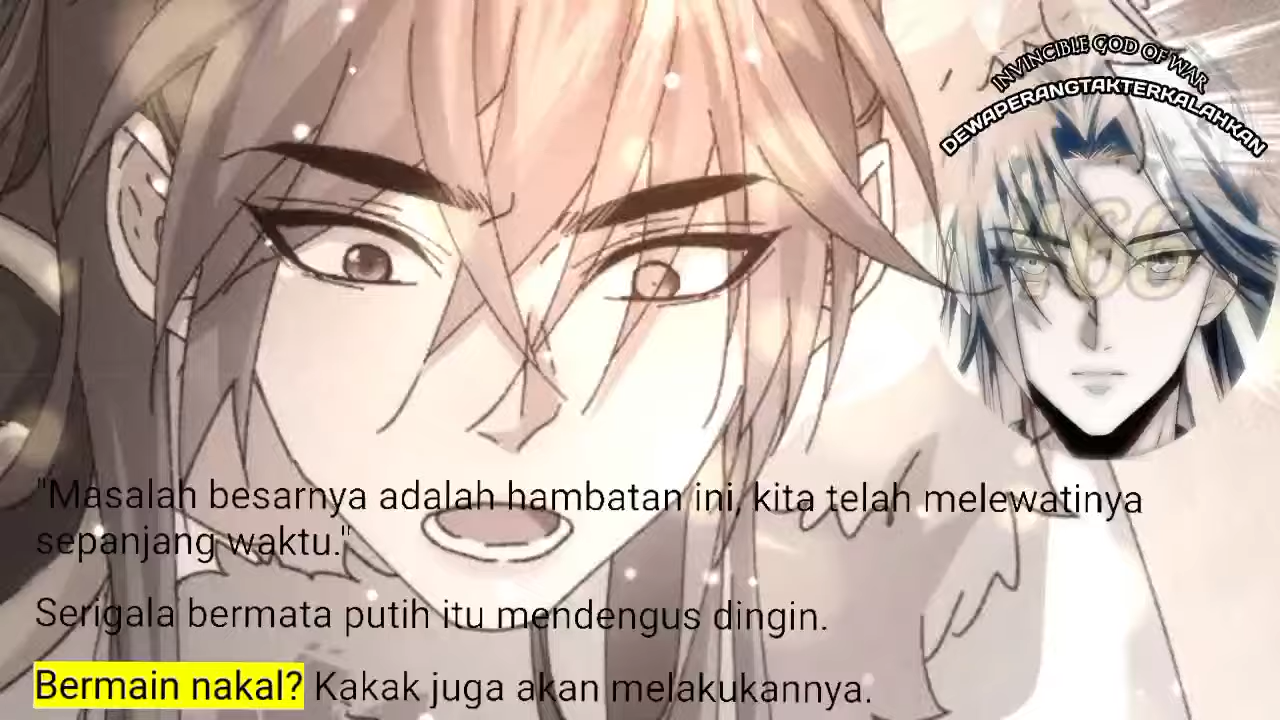 INVINCIBLE GOD OF WAR
DEWAPERANGTAKTERKALAHKAN
"Masalah besarnya adalah hambatan ini, kita telah melewatinya
sepanjang waktu."
Serigala bermata putih itu mendengus dingin.
Bermain nakal? Kakak juga akan melakukannya.